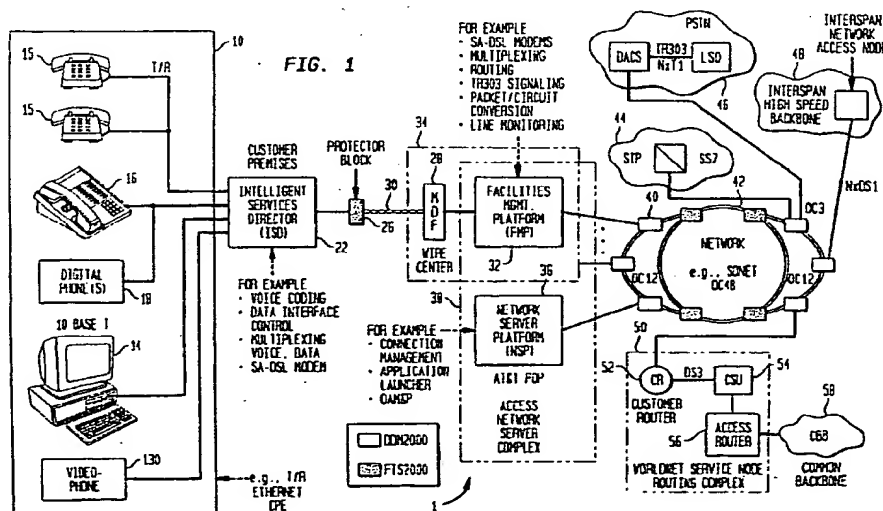 FIG. 1
10
15
T/R
15
16
DIGITAL
PHONE(S)
18
10 BASE T
14
VIDEO-
PHONE
130
e.g., T/R
ETHERNET
CPE
CUSTOMER
PREMISES
INTELLIGENT
SERVICES
DIRECTOR
(ISD)
22
FOR EXAMPLE
• VOICE CODING
• DATA INTERFACE
CONTROL
• MULTIPLEXING
VOICE, DATA
• SA-DSL MODEM
PROTECTOR
BLOCK
26
30
34
28
MDF
WIRE
CENTER
FOR EXAMPLE
• SA-DSL MODEMS
• MULTIPLEXING
• ROUTING
• TR303 SIGNALING
• PACKET/CIRCUIT
CONVERSION
• LINE MONITORING
FACILITIES
MGMT.
PLATFORM
(FMP)
32
36
38
NETWORK
SERVER
PLATFORM
(NSP)
AT&T FDP
FOR EXAMPLE
• CONNECTION
MANAGEMENT
• APPLICATION
LAUNCHER
• OAM&P
ACCESS
NETWORK
SERVER
COMPLEX
DDM2000
FTS2000
1
PSTN
DACS
TR303
NxT1
LSO
46
INTERSPAN
NETWORK
ACCESS NODE
48
INTERSPAN
HIGH SPEED
BACKBONE
44
STP
SS7
NxDS1
OC3
40
42
OC12
NETWORK
e.g., SONET
OC48
OC12
50
52
CR
DS3
CSU
54
CUSTOMER
ROUTER
56
ACCESS
ROUTER
58
CBB
COMMON
BACKBONE
WORLDNET SERVICE NODE
ROUTING COMPLEX